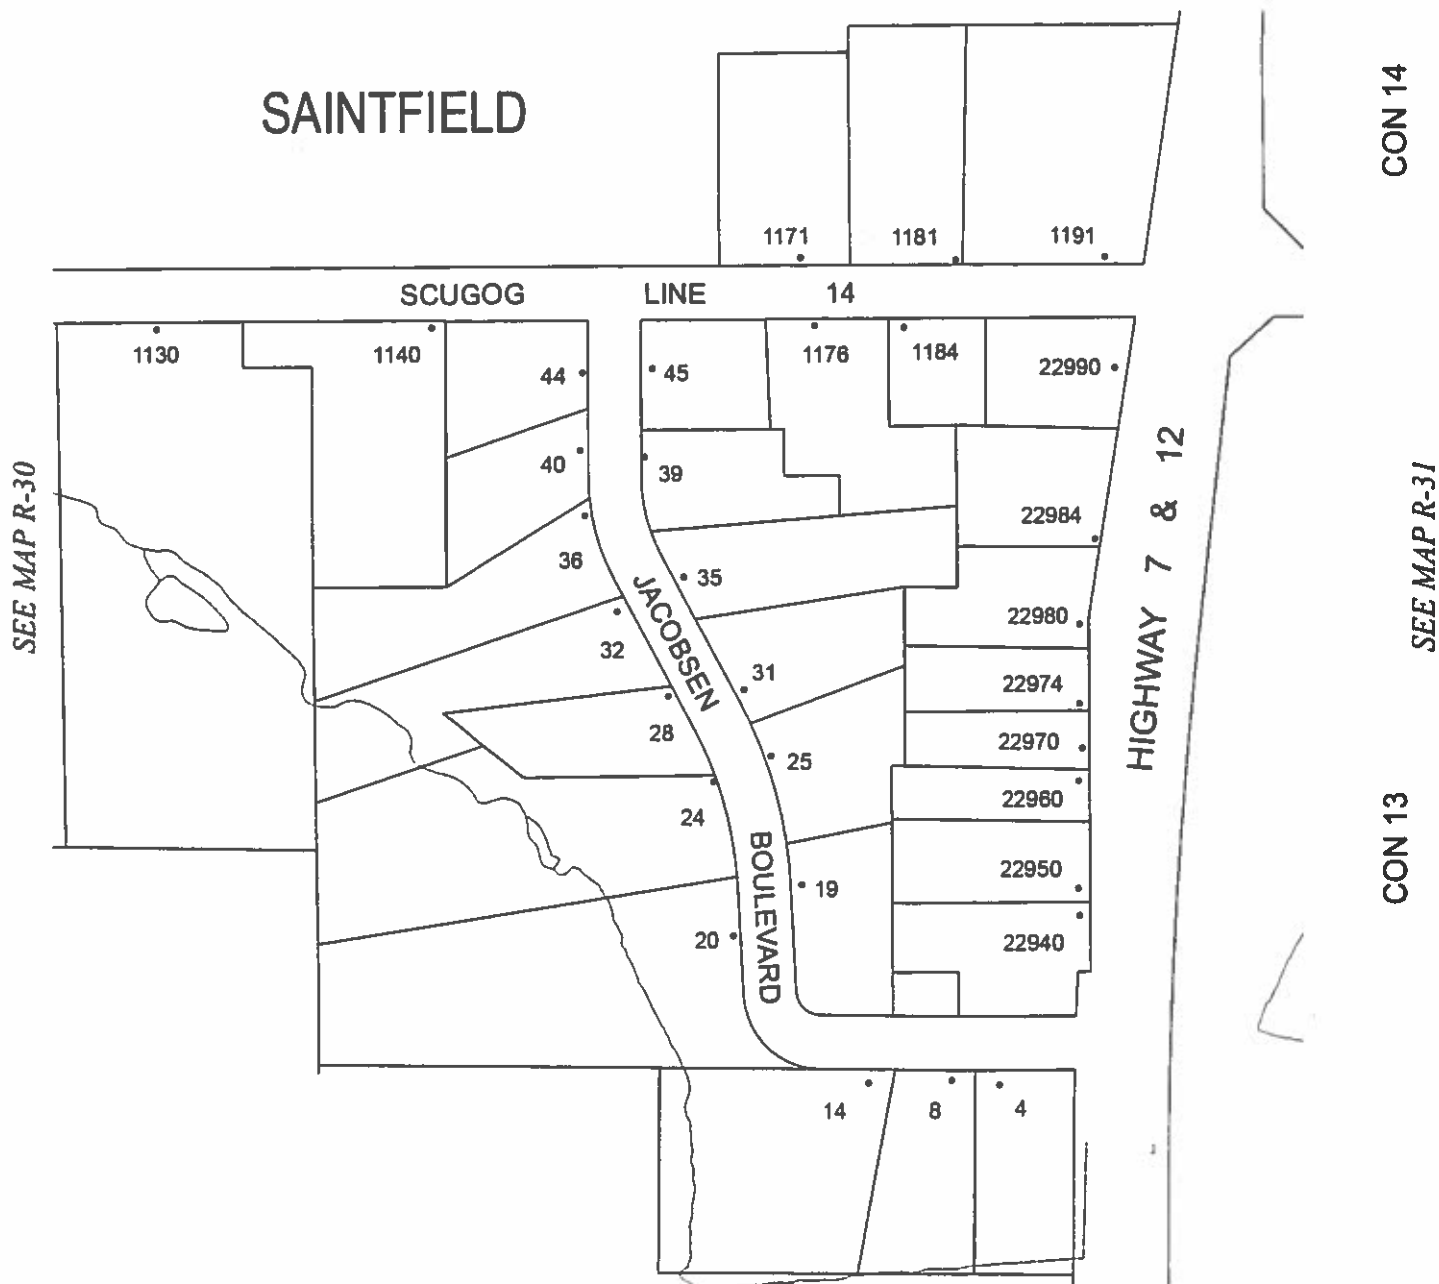 SAINTFIELD
CON 14
1171 1181 1191
SCUGOG LINE 14
1130 1140 44 45 1176 1184 22990
40 39
SEE MAP R-30
SEE MAP R-31
HIGHWAY 7 & 12
22984
36 35
22980
32 31
JACOBSEN BOULEVARD
22974
28 25 22970
24 22960
22950
19
20 22940
CON 13
14 8 4